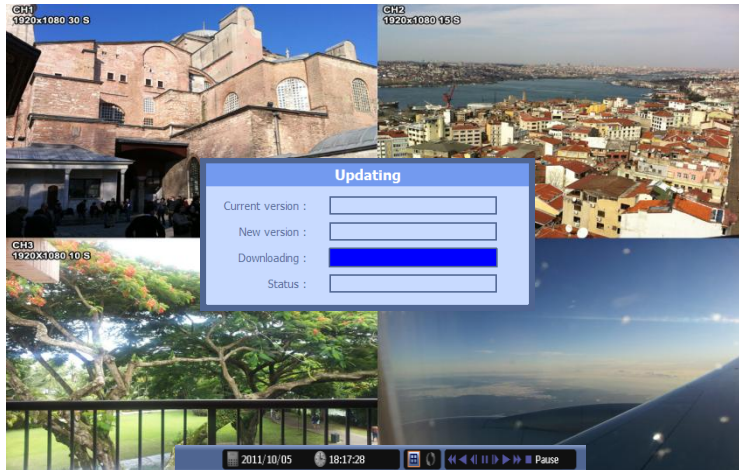 CH1
1920x1080 30 S
CH2
1920x1080 15 S
Updating
Current version :
New version :
Downloading :
Status :
CH3
1920X1080 10 S
2011/10/05 18:17:28 Pause